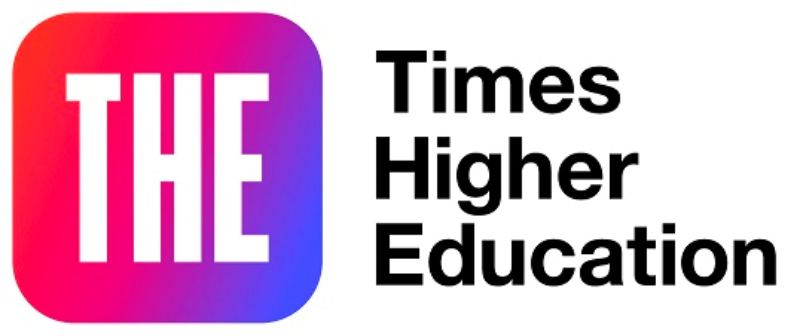 THE
Times
Higher
Education